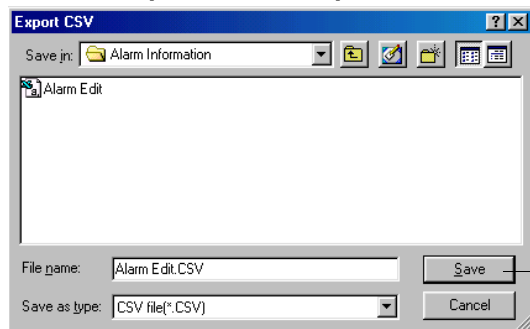 Export CSV
Save in: Alarm Information
Alarm Edit
File name: Alarm Edit.CSV Save
Save as type: CSV file(*.CSV) Cancel